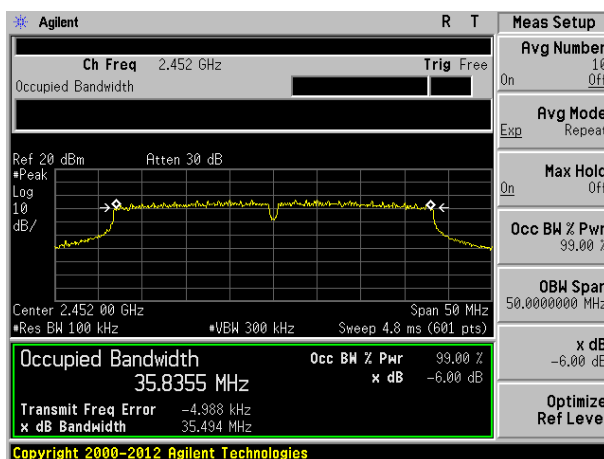 Agilent R T
Ch Freq 2.452 GHz Trig Free
Occupied Bandwidth
Ref 20 dBm Atten 30 dB
#Peak
Log
10
dB/
Center 2.452 00 GHz Span 50 MHz
#Res BW 100 kHz #VBW 300 kHz Sweep 4.8 ms (601 pts)
Occupied Bandwidth Occ BW % Pwr 99.00 %
35.8355 MHz x dB -6.00 dB
Transmit Freq Error -4.988 kHz
x dB Bandwidth 35.494 MHz
Copyright 2000-2012 Agilent Technologies
Meas Setup
Avg Number
10
On Off
Avg Mode
Exp Repeat
Max Hold
On Off
Occ BW % Pwr
99.00 %
OBW Span
50.0000000 MHz
x dB
-6.00 dB
Optimize
Ref Level